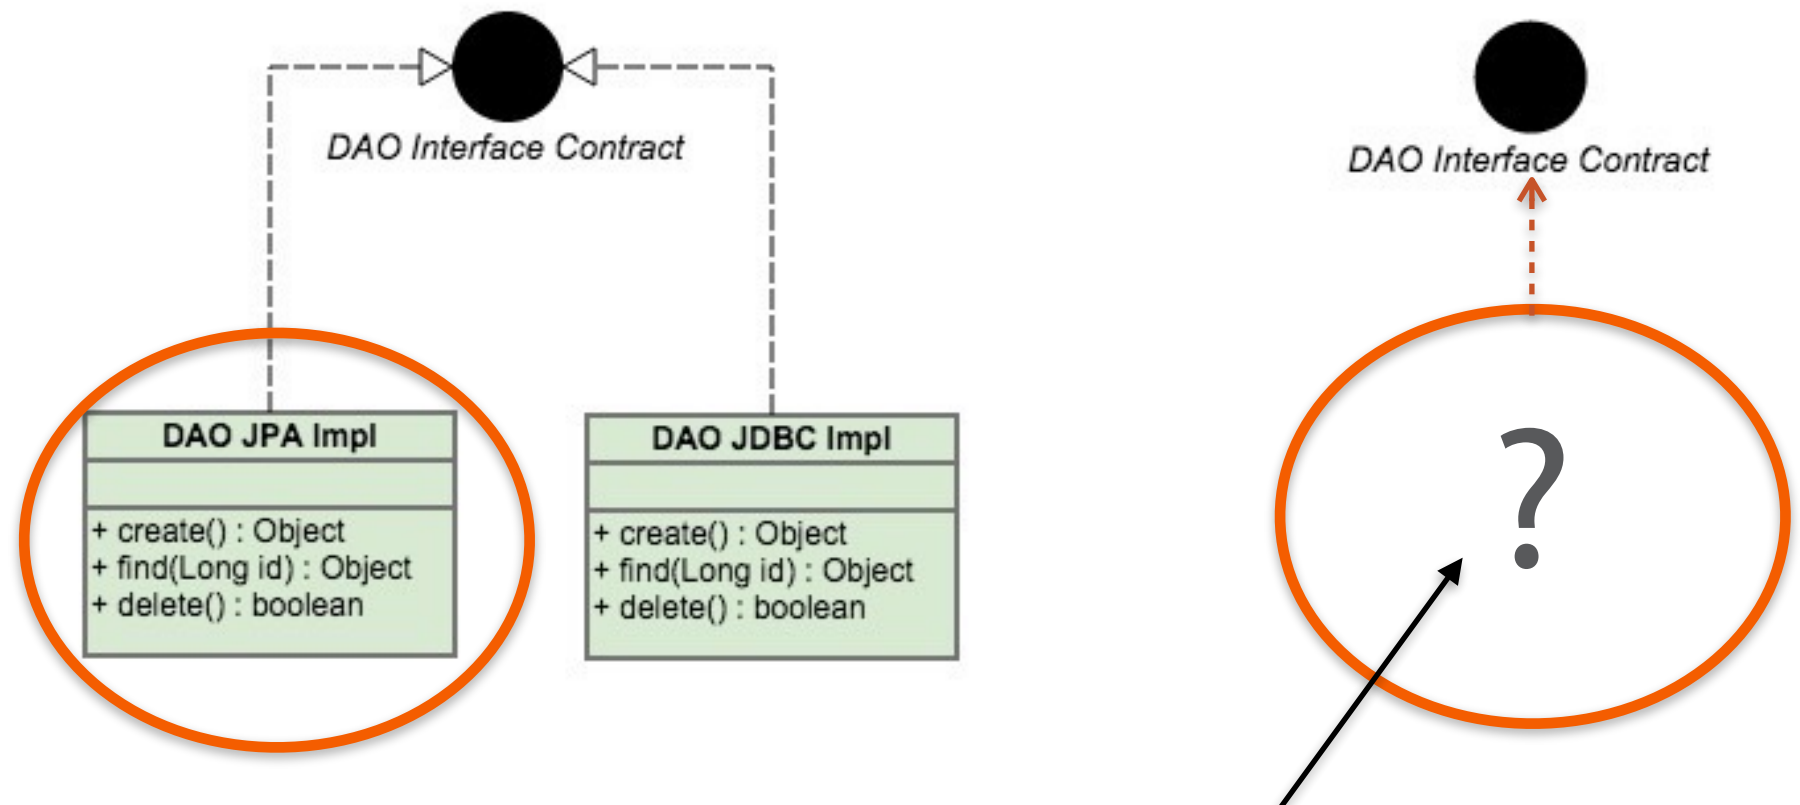 DAO Interface Contract
DAO JPA Impl
+ create() : Object
+ find(Long id) : Object
+ delete() : boolean
DAO JDBC Impl
+ create() : Object
+ find(Long id) : Object
+ delete() : boolean
DAO Interface Contract
?